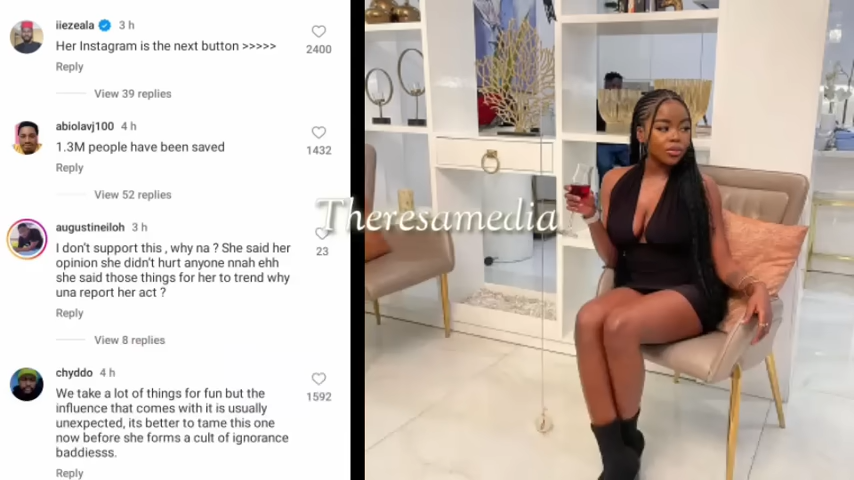 iiezeala 3 h
Her Instagram is the next button >>>>>
2400
Reply
View 39 replies
abiolavj100 4 h
1.3M people have been saved
1432
Reply
View 52 replies
augustineiloh 3 h
I don't support this , why na ? She said her
opinion she didn't hurt anyone nnah ehh
she said those things for her to trend why
una report her act ?
23
Reply
View 8 replies
chyddo 4 h
We take a lot of things for fun but the
influence that comes with it is usually
unexpected, its better to tame this one
now before she forms a cult of ignorance
baddiesss.
1592
Reply
Theresamedia